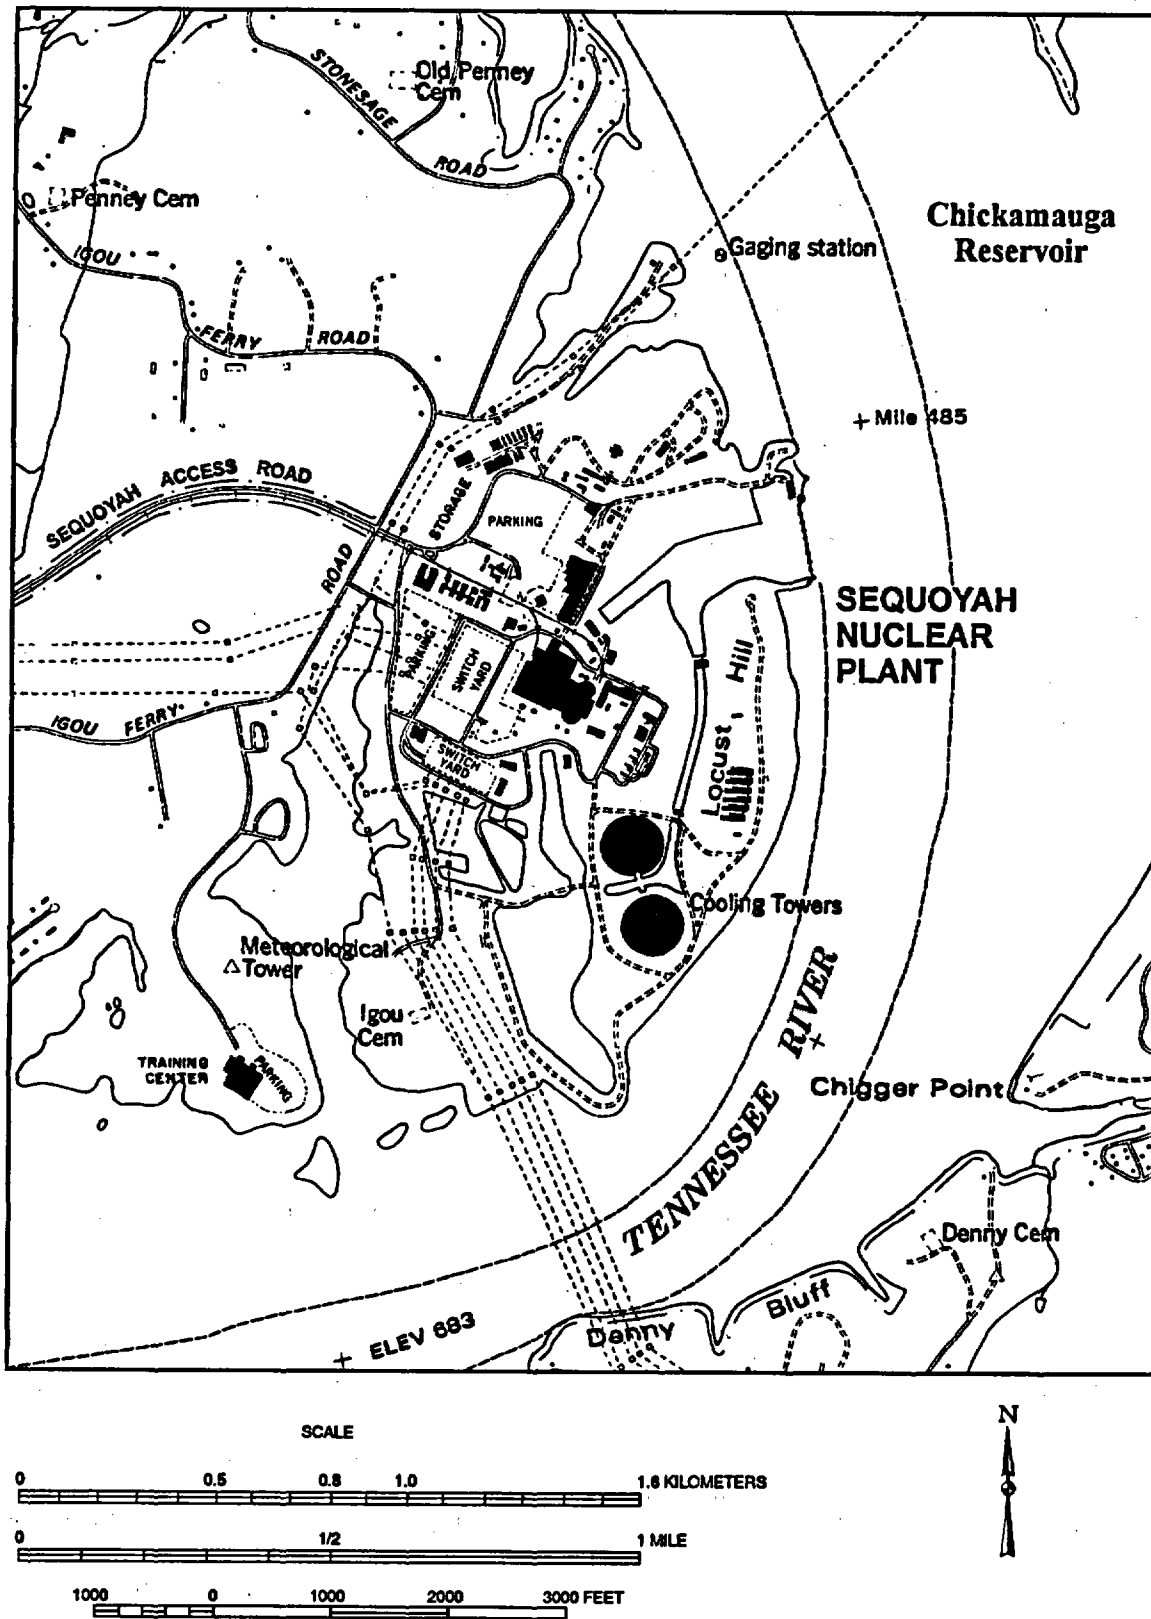 STONESAGE
ROAD
Old Penney
Cem
Penney Cem
IGOU
FERRY
ROAD
Gaging station
Chickamauga
Reservoir
Mile 485
SEQUOYAH
ACCESS
ROAD
STORAGE
PARKING
ROAD
SEQUOYAH
NUCLEAR
PLANT
PARKING
SWITCH
YARD
Locust Hill
IGOU
FERRY
SWITCH
YARD
Cooling Towers
Meteorological
Tower
Igou
Cem
TRAINING
CENTER
PARKING
TENNESSEE
RIVER
Chigger Point
Denny Cem
Denny
Bluff
ELEV 683
SCALE
N
0 0.5 0.8 1.0 1.6 KILOMETERS
0 1/2 1 MILE
1000 0 1000 2000 3000 FEET